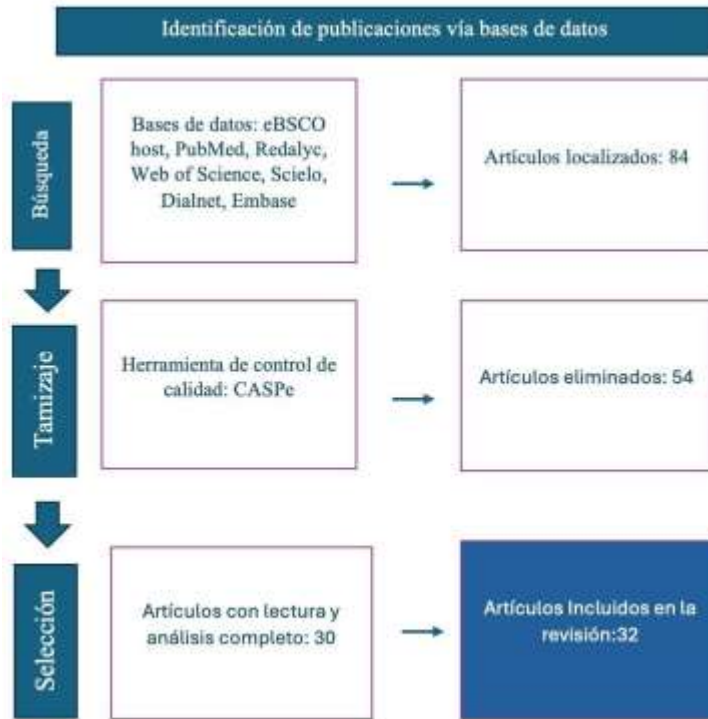 Identificación de publicaciones vía bases de datos
Búsqueda
Bases de datos: eBSCO
host, PubMed, Redalyc,
Web of Science, Scielo,
Dialnet, Embase
Artículos localizados: 84
Tamizaje
Herramienta de control de
calidad: CASPe
Artículos eliminados: 54
Selección
Artículos con lectura y
análisis completo: 30
Artículos Incluidos en la
revisión:32